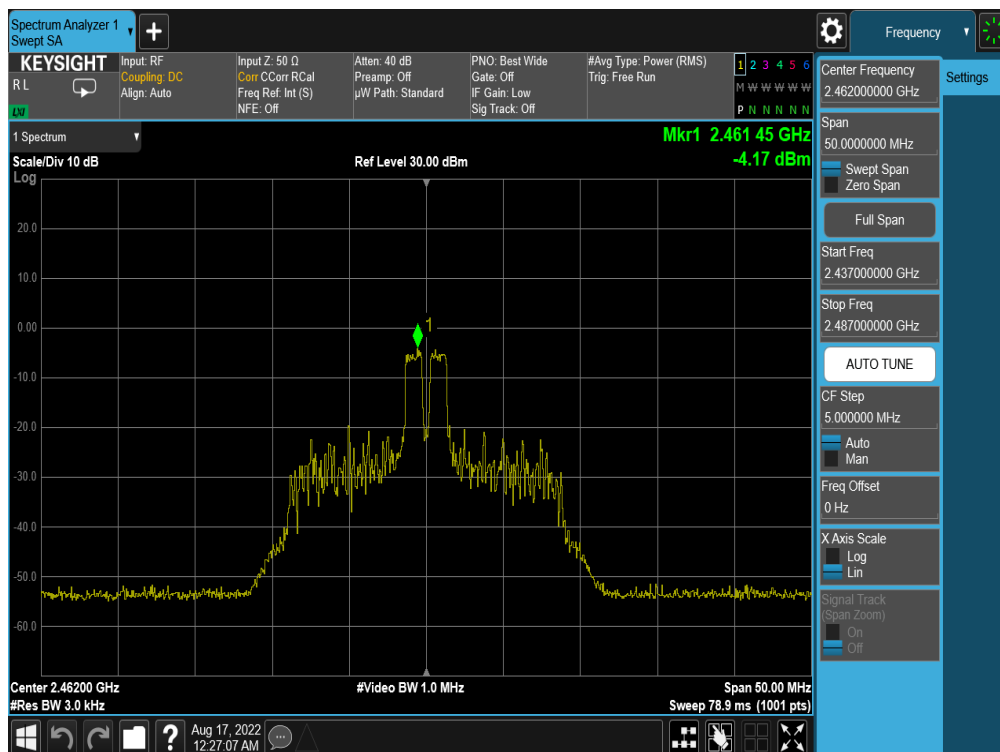 Spectrum Analyzer 1
Swept SA
Frequency
KEYSIGHT
R L
LXI
Input: RF
Coupling: DC
Align: Auto
Input Z: 50 Ω
Corr CCorr RCal
Freq Ref: Int (S)
NFE: Off
Atten: 40 dB
Preamp: Off
µW Path: Standard
PNO: Best Wide
Gate: Off
IF Gain: Low
Sig Track: Off
#Avg Type: Power (RMS)
Trig: Free Run
1 2 3 4 5 6
M W W W W W
P N N N N N
1 Spectrum
Mkr1 2.461 45 GHz
Scale/Div 10 dB
Ref Level 30.00 dBm
-4.17 dBm
Log
20.0
10.0
0.00
1
-10.0
-20.0
-30.0
-40.0
-50.0
-60.0
Center 2.46200 GHz
#Video BW 1.0 MHz
Span 50.00 MHz
#Res BW 3.0 kHz
Sweep 78.9 ms (1001 pts)
Center Frequency
2.462000000 GHz
Settings
Span
50.0000000 MHz
Swept Span
Zero Span
Full Span
Start Freq
2.437000000 GHz
Stop Freq
2.487000000 GHz
AUTO TUNE
CF Step
5.000000 MHz
Auto
Man
Freq Offset
0 Hz
X Axis Scale
Log
Lin
Signal Track
(Span Zoom)
On
Off
?
Aug 17, 2022
12:27:07 AM